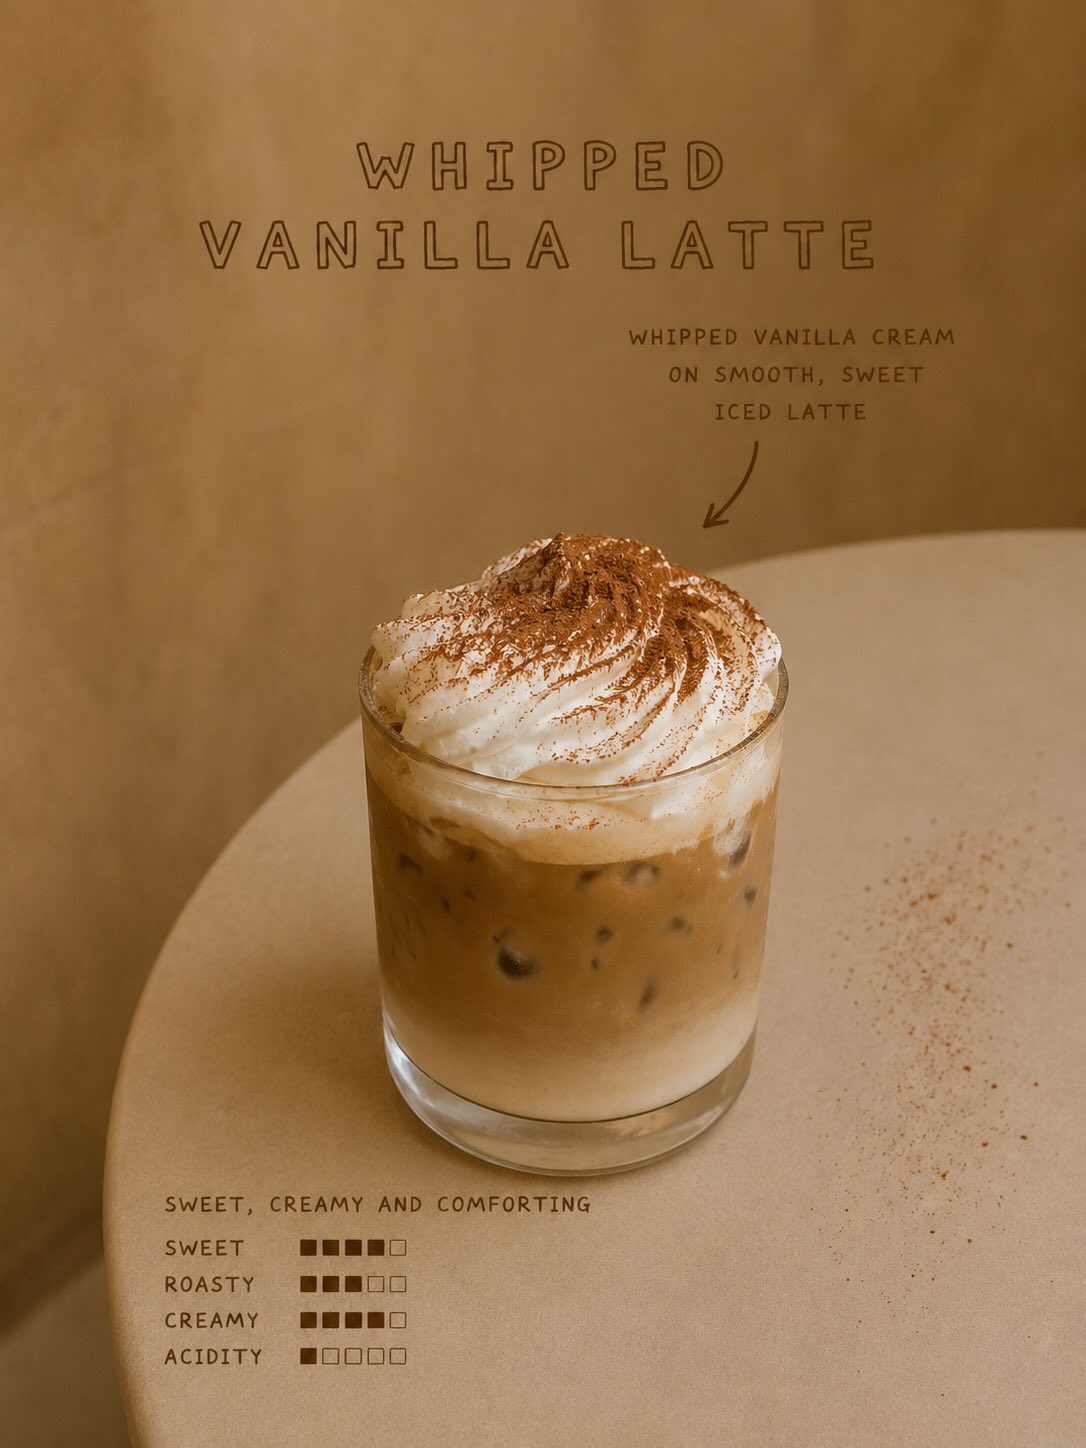 WHIPPED
VANILLA LATTE
WHIPPED VANILLA CREAM
ON SMOOTH, SWEET
ICED LATTE
SWEET, CREAMY AND COMFORTING
SWEET
ROASTY
CREAMY
ACIDITY